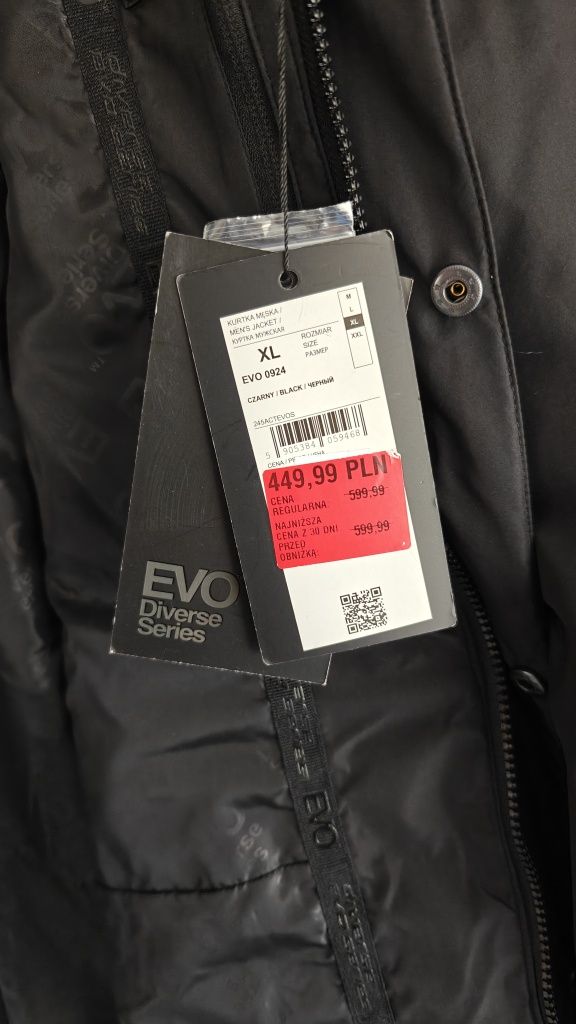 KURTKA MĘSKA /
MEN'S JACKET /
КУРТКА МУЖСКАЯ
XL
ROZMIAR
SIZE
РАЗМЕР
M
L
XL
XXL
EVO 0924
CZARNY / BLACK / ЧЕРНЫЙ
245ACTEVOS
5 905384 059468
CENA
449,99 PLN
CENA
REGULARNA: 599,99
NAJNIŻSZA
CENA Z 30 DNI 599,99
PRZED
OBNIŻKĄ:
EVO
Diverse
Series
EVO